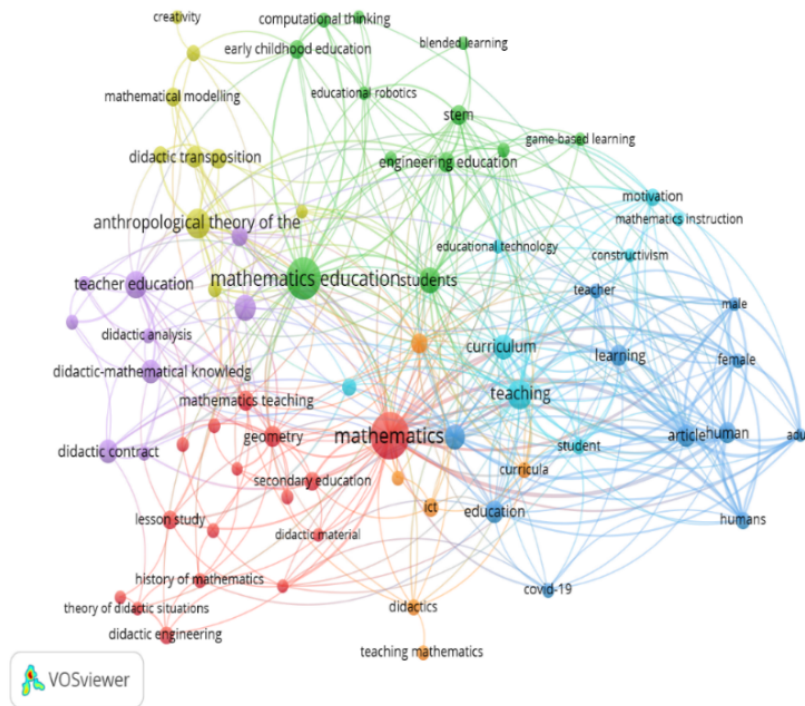 creativity
computational thinking
early childhood education
blended learning
mathematical modelling
educational robotics
stem
game-based learning
didactic transposition
engineering education
motivation
anthropological theory of the
mathematics instruction
educational technology
constructivism
mathematics education
students
teacher education
teacher
male
didactic analysis
curriculum
learning
female
didactic-mathematical knowledg
mathematics teaching
teaching
geometry
mathematics
article
human
adu
didactic contract
student
secondary education
curricula
lesson study
ict
education
humans
didactic material
history of mathematics
covid-19
theory of didactic situations
didactics
didactic engineering
teaching mathematics
VOSviewer